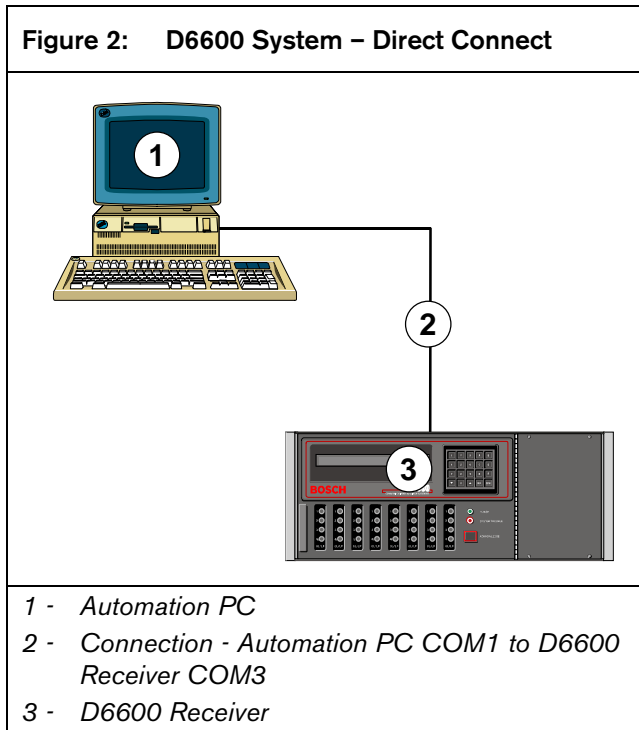 Figure 2: D6600 System – Direct Connect
1
2
3
BOSCH
1 - Automation PC
2 - Connection - Automation PC COM1 to D6600
Receiver COM3
3 - D6600 Receiver